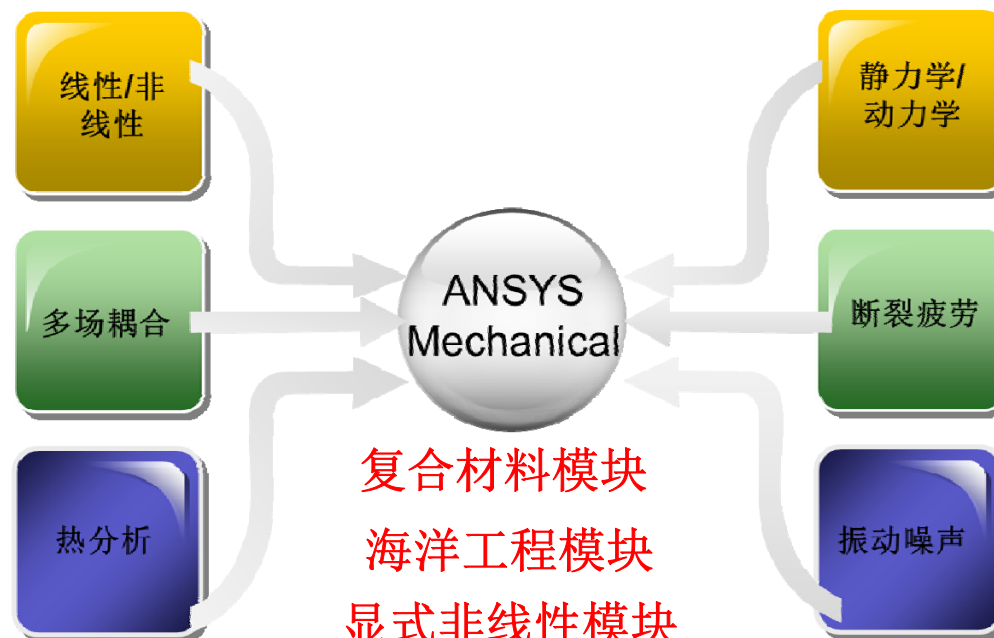 线性/非
线性
静力学/
动力学
ANSYS
Mechanical
多场耦合
断裂疲劳
复合材料模块
热分析
海洋工程模块
振动噪声
显式非线性模块